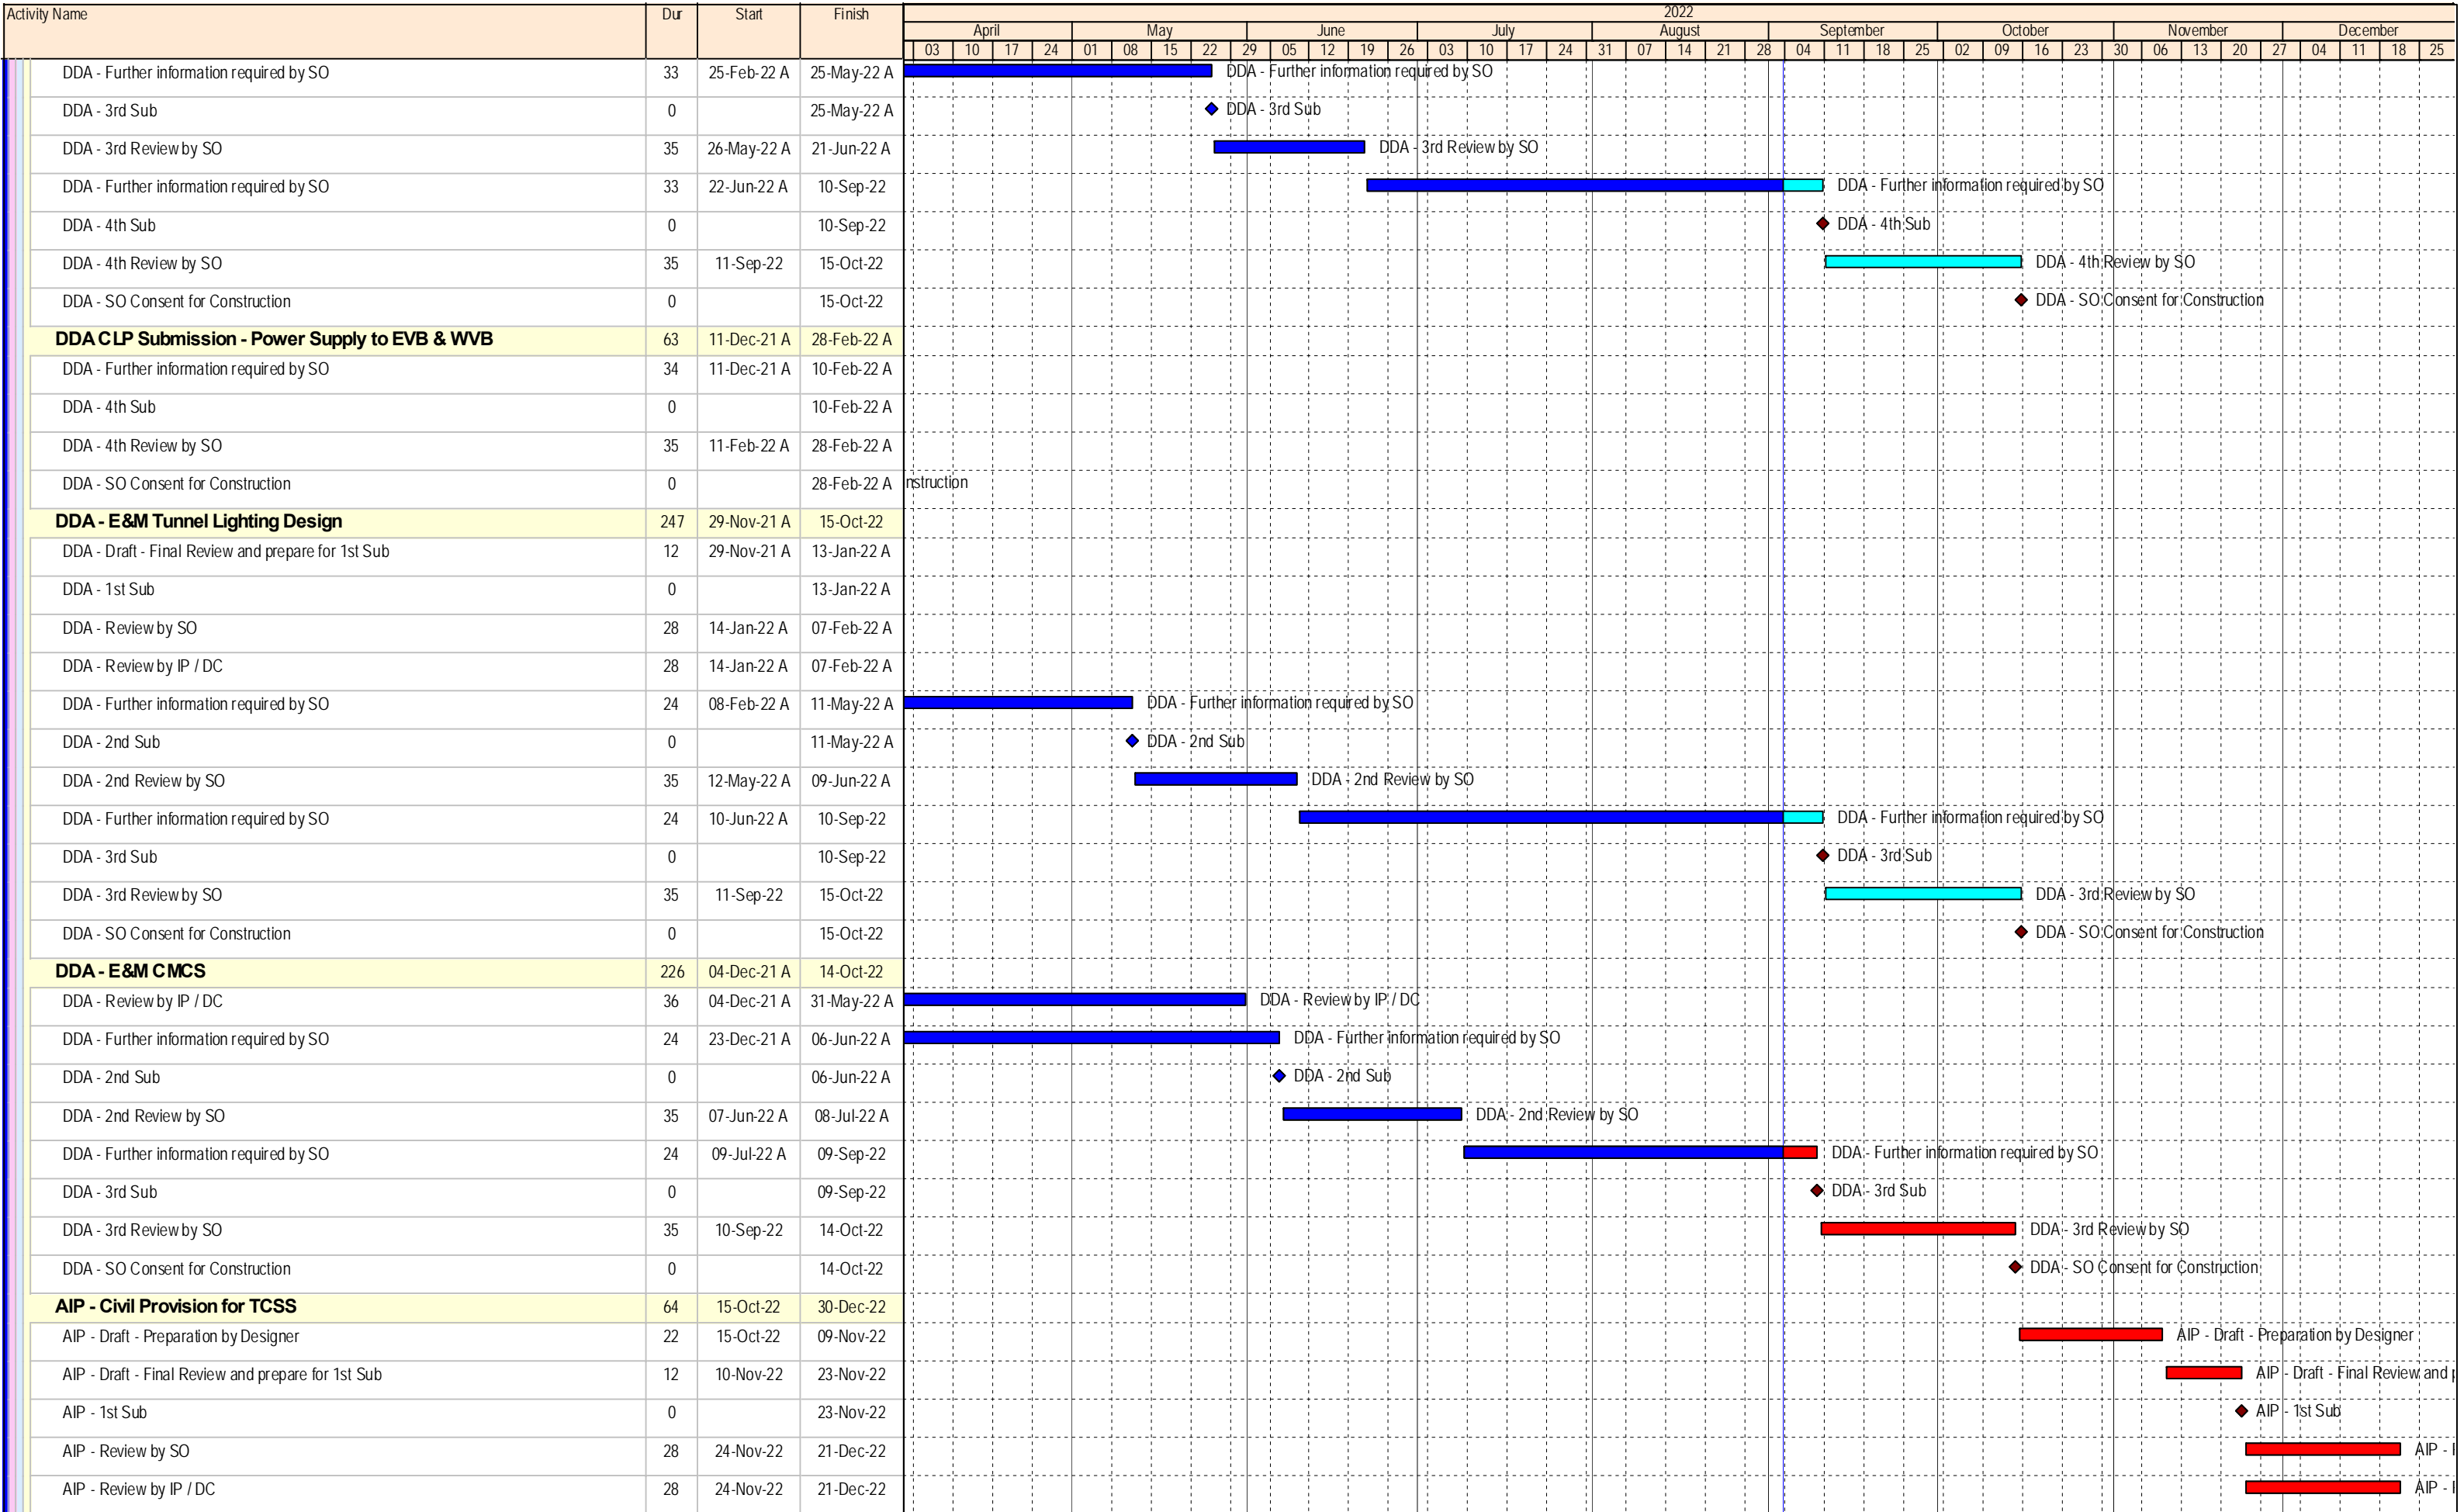 Activity Name Dur Start Finish 2022
April May June July August September October November December
03 10 17 24 01 08 15 22 29 05 12 19 26 03 10 17 24 31 07 14 21 28 04 11 18 25 02 09 16 23 30 06 13 20 27 04 11 18 25
DDA - Further information required by SO 33 25-Feb-22 A 25-May-22 A DDA - Further information required by SO
DDA - 3rd Sub 0 25-May-22 A DDA - 3rd Sub
DDA - 3rd Review by SO 35 26-May-22 A 21-Jun-22 A DDA - 3rd Review by SO
DDA - Further information required by SO 33 22-Jun-22 A 10-Sep-22 DDA - Further information required by SO
DDA - 4th Sub 0 10-Sep-22 DDA - 4th Sub
DDA - 4th Review by SO 35 11-Sep-22 15-Oct-22 DDA - 4th Review by SO
DDA - SO Consent for Construction 0 15-Oct-22 DDA - SO Consent for Construction
DDA CLP Submission - Power Supply to EVB & WVB 63 11-Dec-21 A 28-Feb-22 A
DDA - Further information required by SO 34 11-Dec-21 A 10-Feb-22 A
DDA - 4th Sub 0 10-Feb-22 A
DDA - 4th Review by SO 35 11-Feb-22 A 28-Feb-22 A
DDA - SO Consent for Construction 0 28-Feb-22 A nstruction
DDA - E&M Tunnel Lighting Design 247 29-Nov-21 A 15-Oct-22
DDA - Draft - Final Review and prepare for 1st Sub 12 29-Nov-21 A 13-Jan-22 A
DDA - 1st Sub 0 13-Jan-22 A
DDA - Review by SO 28 14-Jan-22 A 07-Feb-22 A
DDA - Review by IP / DC 28 14-Jan-22 A 07-Feb-22 A
DDA - Further information required by SO 24 08-Feb-22 A 11-May-22 A DDA - Further information required by SO
DDA - 2nd Sub 0 11-May-22 A DDA - 2nd Sub
DDA - 2nd Review by SO 35 12-May-22 A 09-Jun-22 A DDA - 2nd Review by SO
DDA - Further information required by SO 24 10-Jun-22 A 10-Sep-22 DDA - Further information required by SO
DDA - 3rd Sub 0 10-Sep-22 DDA - 3rd Sub
DDA - 3rd Review by SO 35 11-Sep-22 15-Oct-22 DDA - 3rd Review by SO
DDA - SO Consent for Construction 0 15-Oct-22 DDA - SO Consent for Construction
DDA - E&M CMCS 226 04-Dec-21 A 14-Oct-22
DDA - Review by IP / DC 36 04-Dec-21 A 31-May-22 A DDA - Review by IP / DC
DDA - Further information required by SO 24 23-Dec-21 A 06-Jun-22 A DDA - Further information required by SO
DDA - 2nd Sub 0 06-Jun-22 A DDA - 2nd Sub
DDA - 2nd Review by SO 35 07-Jun-22 A 08-Jul-22 A DDA - 2nd Review by SO
DDA - Further information required by SO 24 09-Jul-22 A 09-Sep-22 DDA - Further information required by SO
DDA - 3rd Sub 0 09-Sep-22 DDA - 3rd Sub
DDA - 3rd Review by SO 35 10-Sep-22 14-Oct-22 DDA - 3rd Review by SO
DDA - SO Consent for Construction 0 14-Oct-22 DDA - SO Consent for Construction
AIP - Civil Provision for TCSS 64 15-Oct-22 30-Dec-22
AIP - Draft - Preparation by Designer 22 15-Oct-22 09-Nov-22 AIP - Draft - Preparation by Designer
AIP - Draft - Final Review and prepare for 1st Sub 12 10-Nov-22 23-Nov-22 AIP - Draft - Final Review and
AIP - 1st Sub 0 23-Nov-22 AIP - 1st Sub
AIP - Review by SO 28 24-Nov-22 21-Dec-22 AIP -
AIP - Review by IP / DC 28 24-Nov-22 21-Dec-22 AIP -